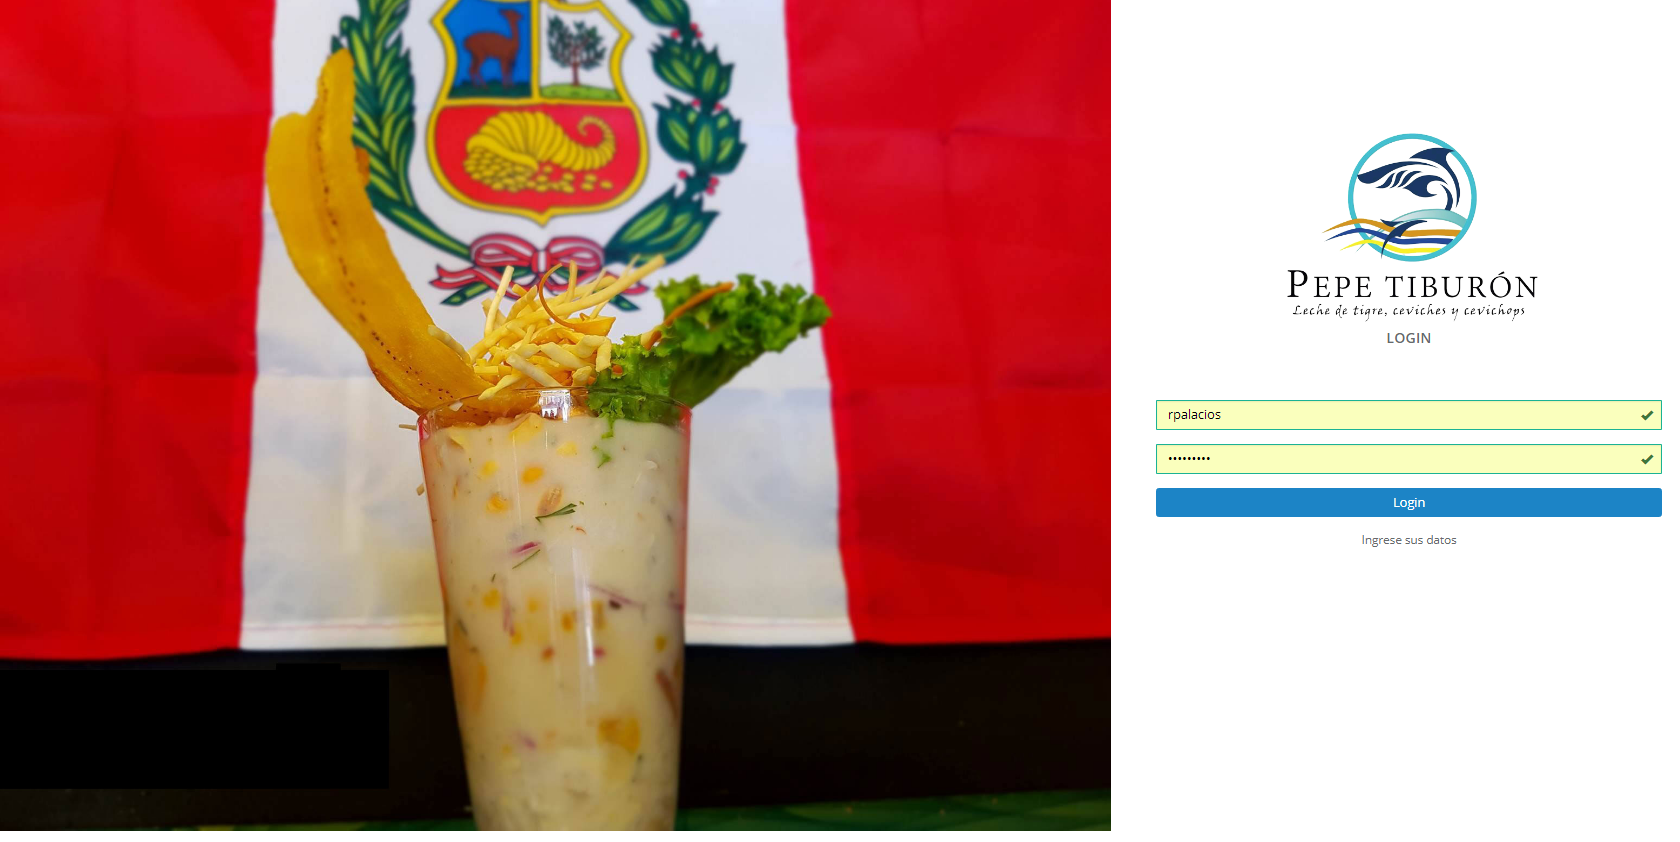 PEPE TIBURÓN
Leche de tigre, ceviches y cevichops
LOGIN
rpalacios
•••••••••
Login
Ingrese sus datos